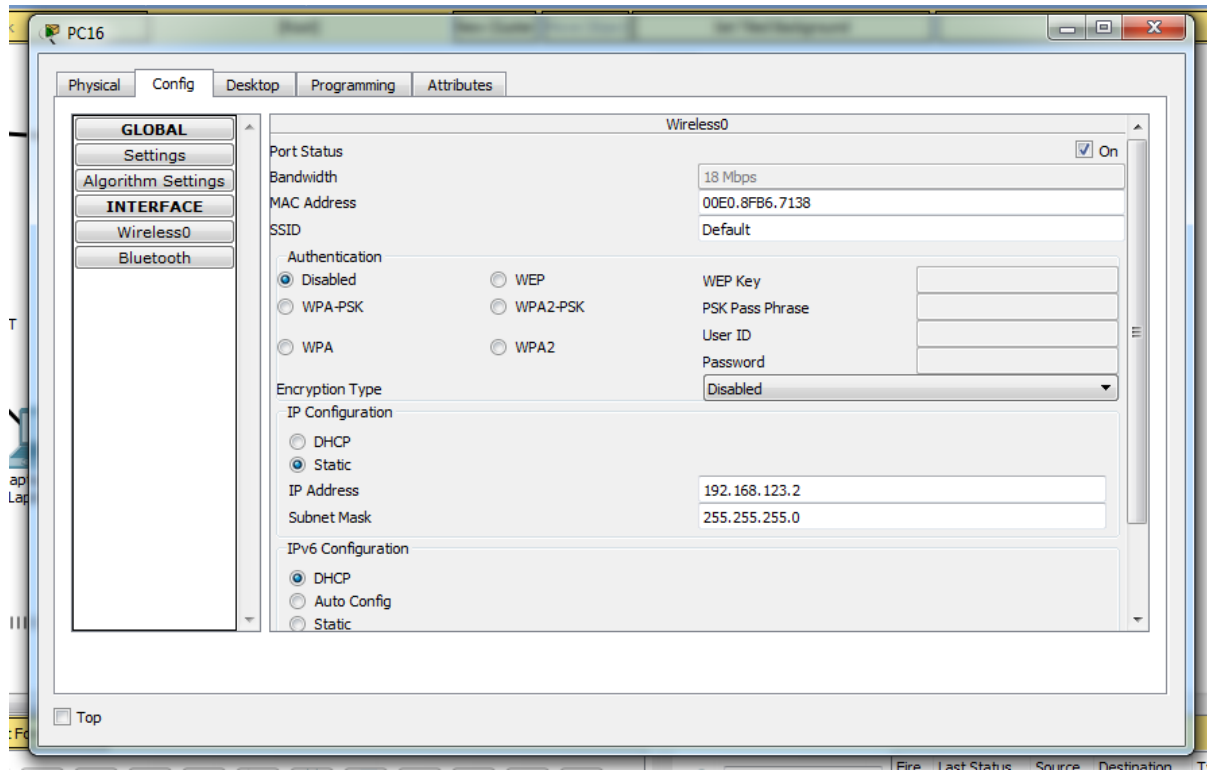 PC16
Physical Config Desktop Programming Attributes
GLOBAL
Settings
Algorithm Settings
INTERFACE
Wireless0
Bluetooth
Wireless0
Port Status On
Bandwidth 18 Mbps
MAC Address 00E0.8FB6.7138
SSID Default
Authentication
Disabled WEP WEP Key
WPA-PSK WPA2-PSK PSK Pass Phrase
User ID
WPA WPA2
Password
Encryption Type Disabled
IP Configuration
DHCP
Static
IP Address 192.168.123.2
Subnet Mask 255.255.255.0
IPv6 Configuration
DHCP
Auto Config
Static
Top
Fire Last Status Source Destination